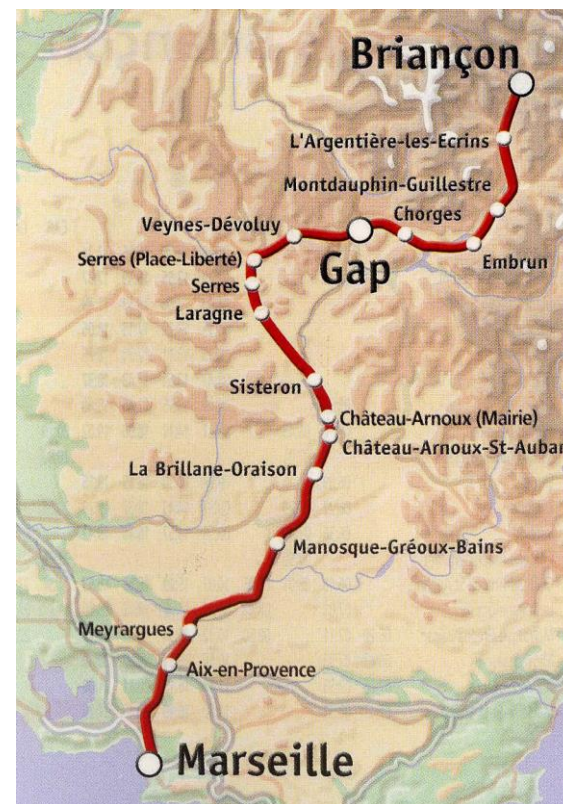 Briançon
L'Argentière-les-Ecrins
Montdauphin-Guillestre
Chorges
Veynes-Dévoluy
Embrun
Gap
Serres (Place-Liberté)
Serres
Laragne
Sisteron
Château-Arnoux (Mairie)
Château-Arnoux-St-Auban
La Brillane-Oraison
Manosque-Gréoux-Bains
Meyrargues
Aix-en-Provence
Marseille